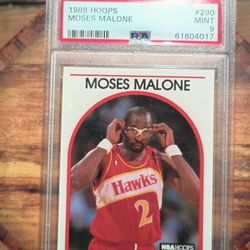 1989 HOOPS #290
MOSES MALONE MINT
9
PSA 61604017
MOSES MALONE
Hawks
2
NBA HOOPS